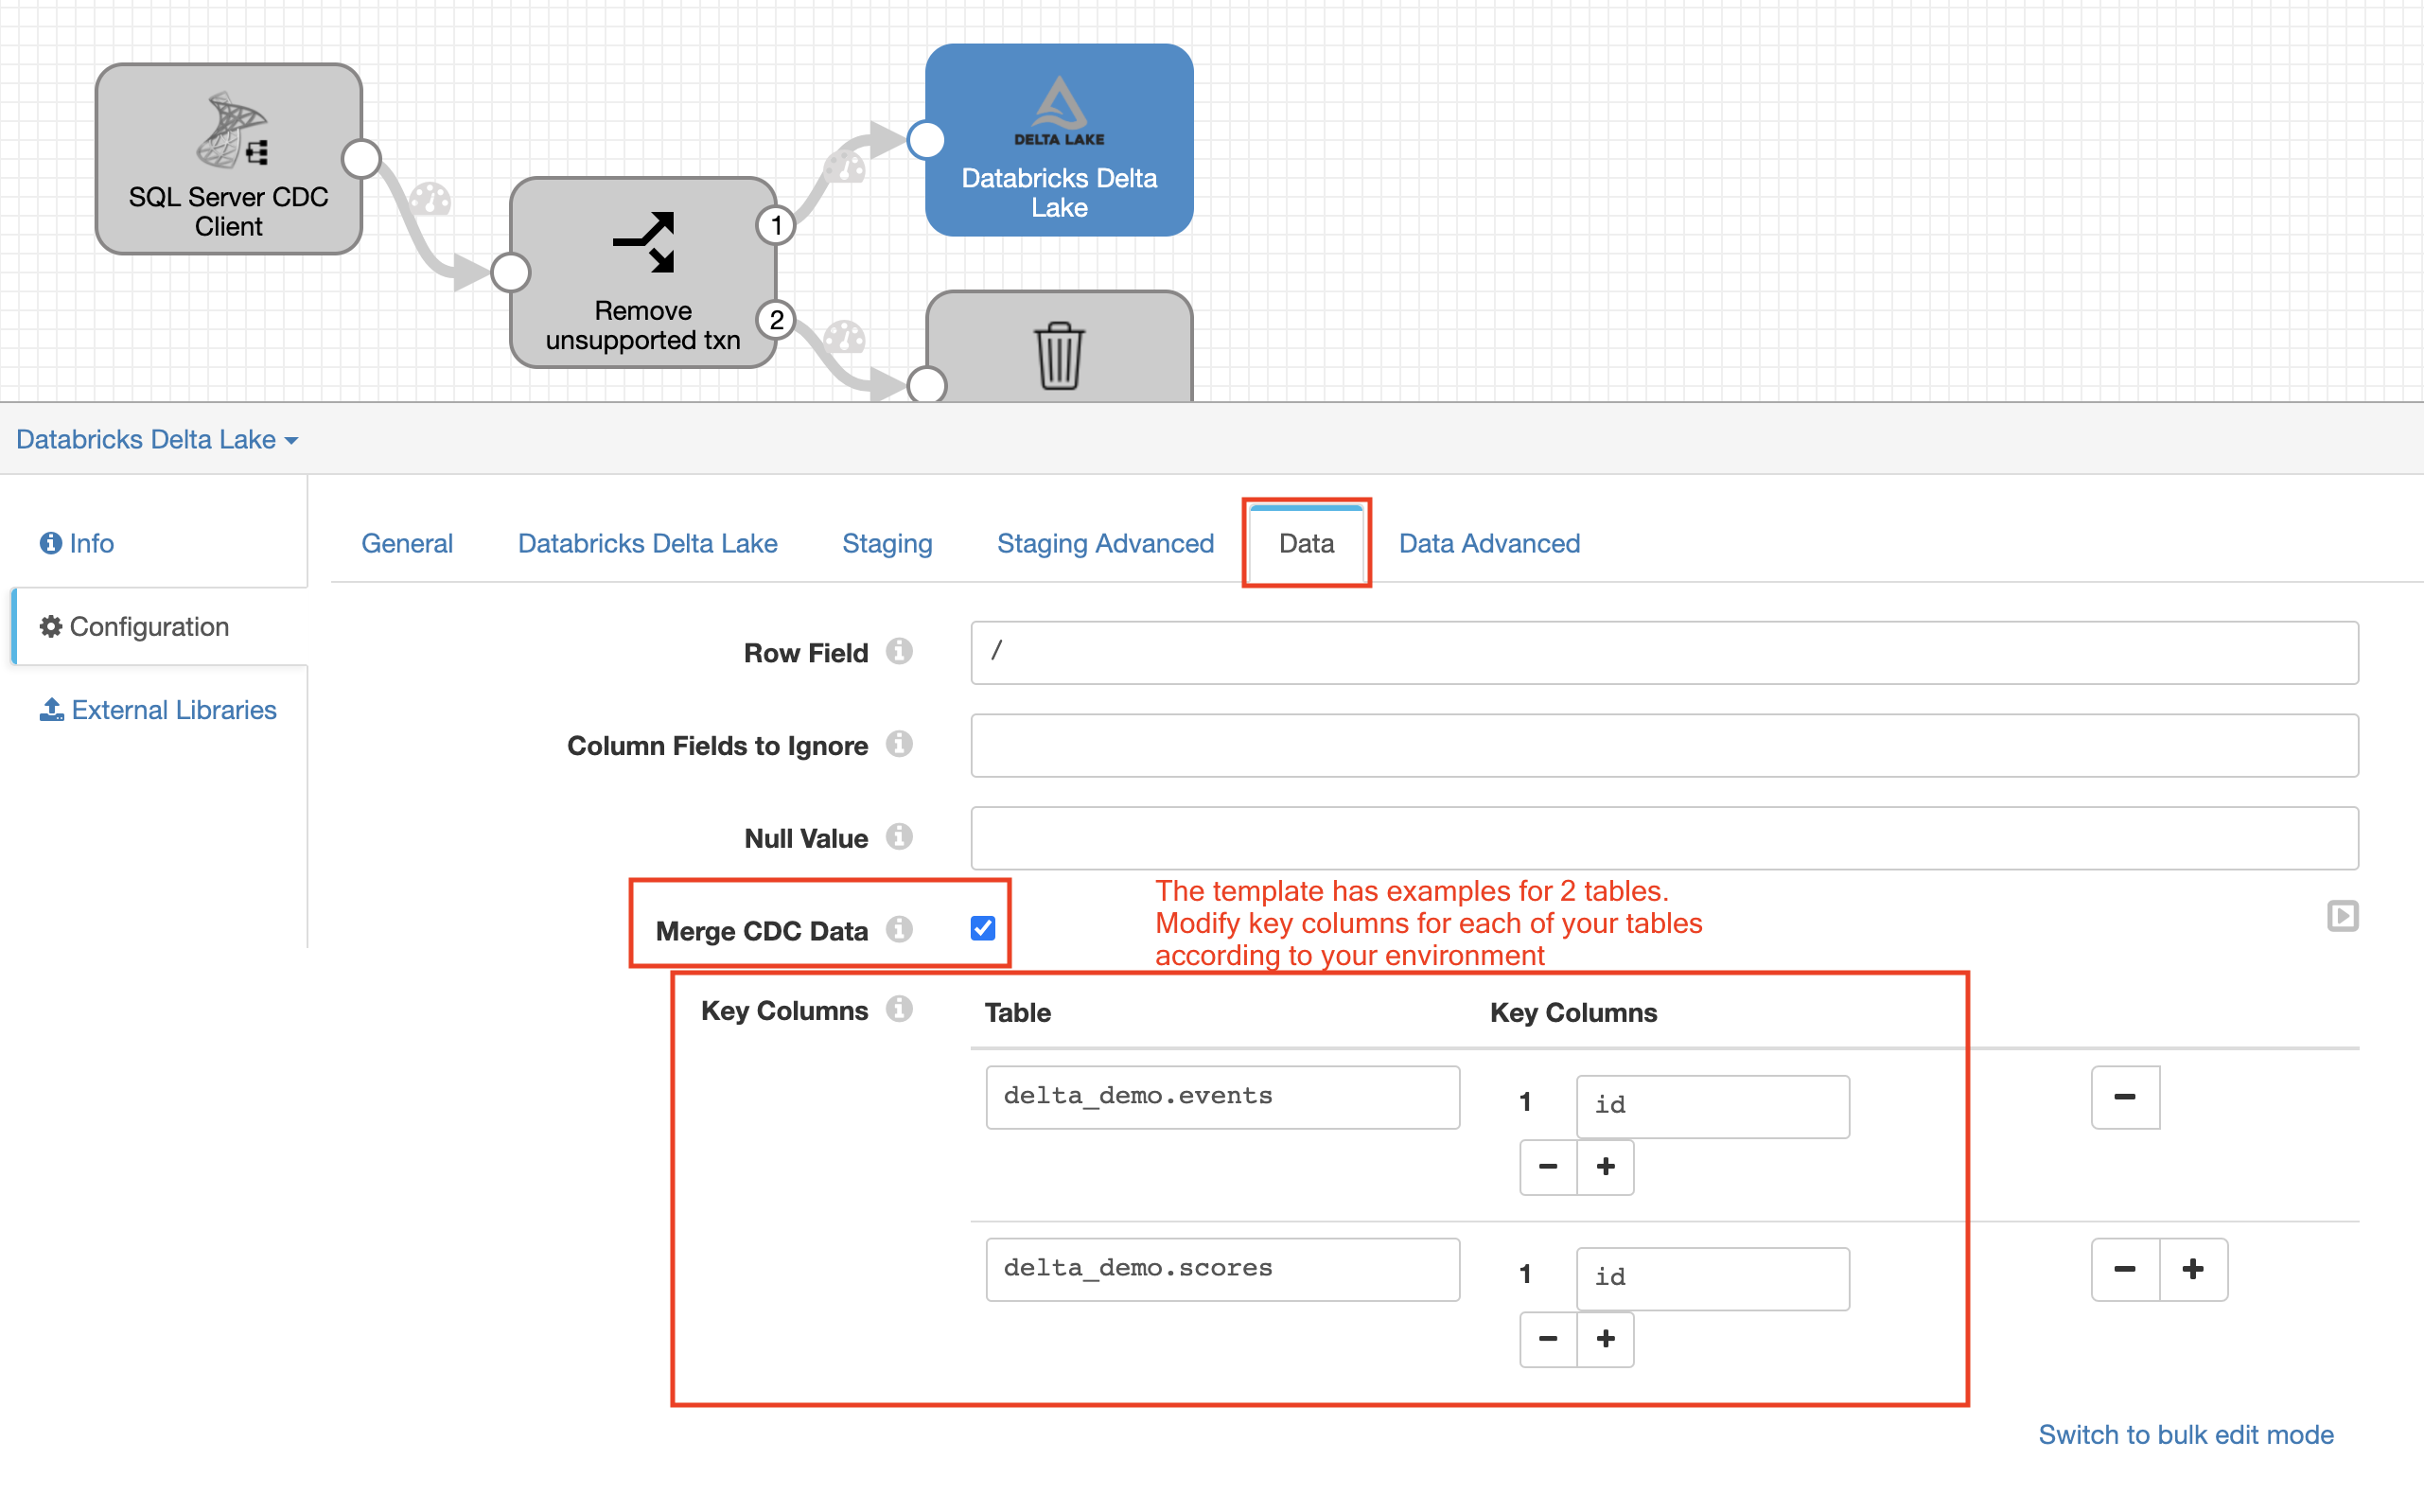 DELTA LAKE
Databricks Delta
Lake
SQL Server CDC
Client
1
Remove
unsupported txn
2
Databricks Delta Lake
Info
General
Databricks Delta Lake
Staging
Staging Advanced
Data
Data Advanced
Configuration
External Libraries
Row Field
/
Column Fields to Ignore
Null Value
Merge CDC Data
The template has examples for 2 tables.
Modify key columns for each of your tables
according to your environment
Key Columns
Table
Key Columns
delta_demo.events
1
id
delta_demo.scores
1
id
Switch to bulk edit mode